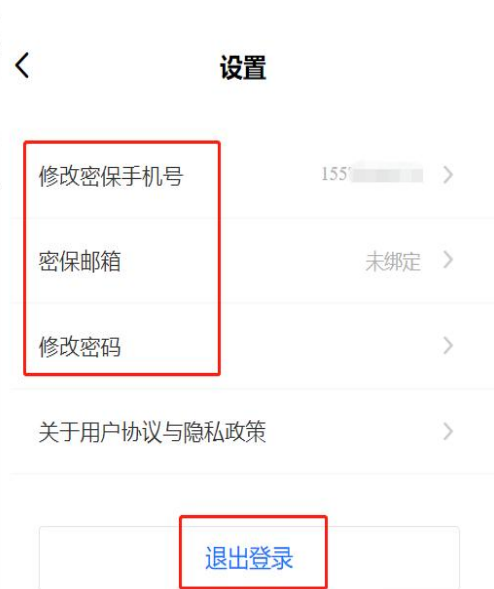 设置
修改密保手机号 155
密保邮箱 未绑定
修改密码
关于用户协议与隐私政策
退出登录